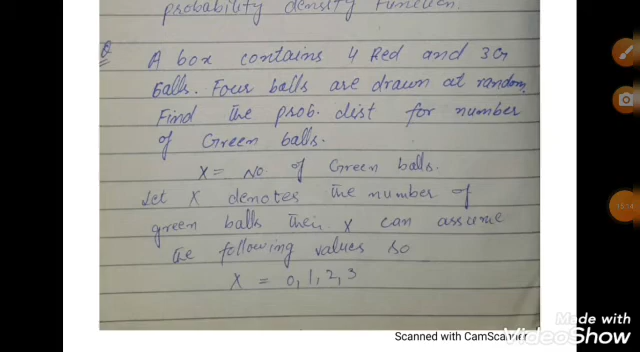 probability density function.
Q A box contains 4 Red and 3 Gr
balls. Four balls are drawn at random.
Find the prob. dist for number
of Green balls.
X = No of Green balls.
Let X denotes the number of
green balls then X can assume
the following values so
X = 0, 1, 2, 3
Scanned with CamScanner
Made with
VideoShow